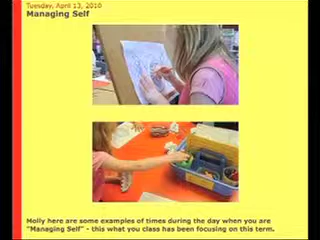 Tuesday, April 13, 2010
Managing Self
Molly here are some examples of times during the day when you are
"Managing Self" - this what you class has been focusing on this term.